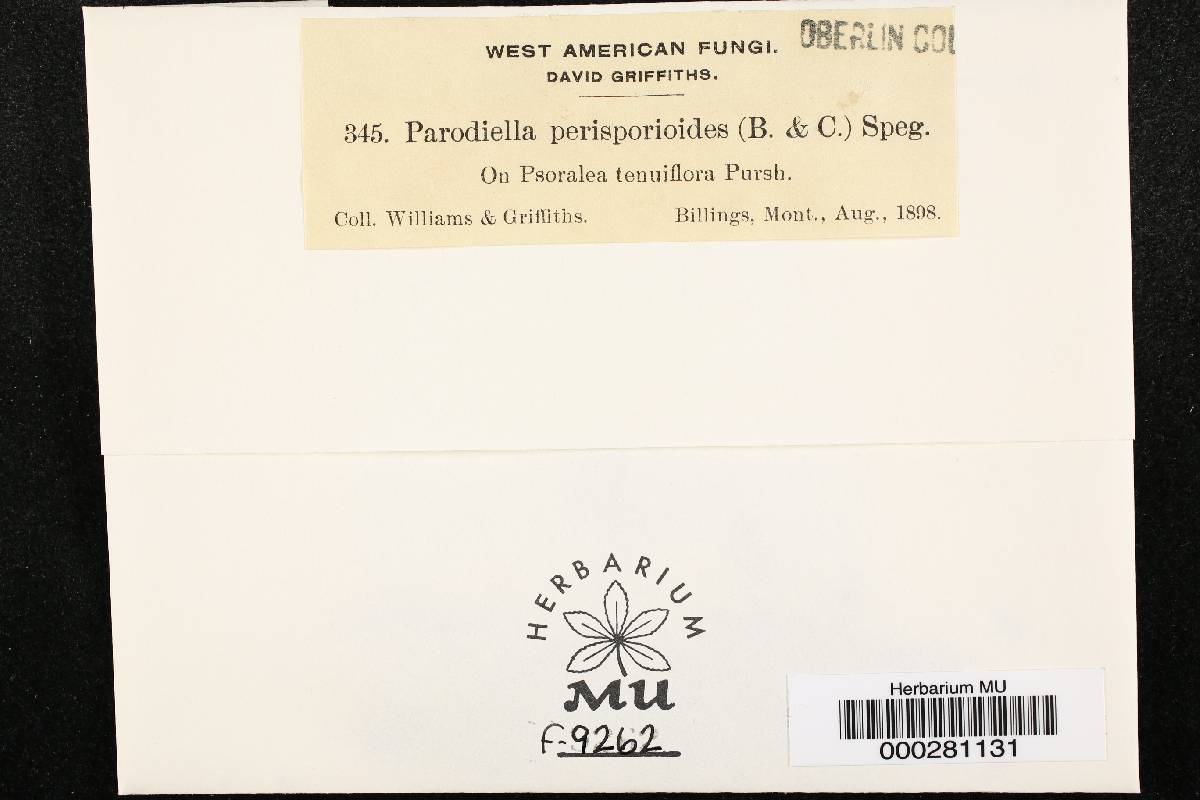 WEST AMERICAN FUNGI. OBERLIN COL
DAVID GRIFFITHS.
345. Parodiella perisporioides (B. & C.) Speg.
On Psoralea tenuiflora Pursh.
Coll. Williams & Griffiths. Billings, Mont., Aug., 1898.
HERBARIUM
MU
F-9262
Herbarium MU
000281131